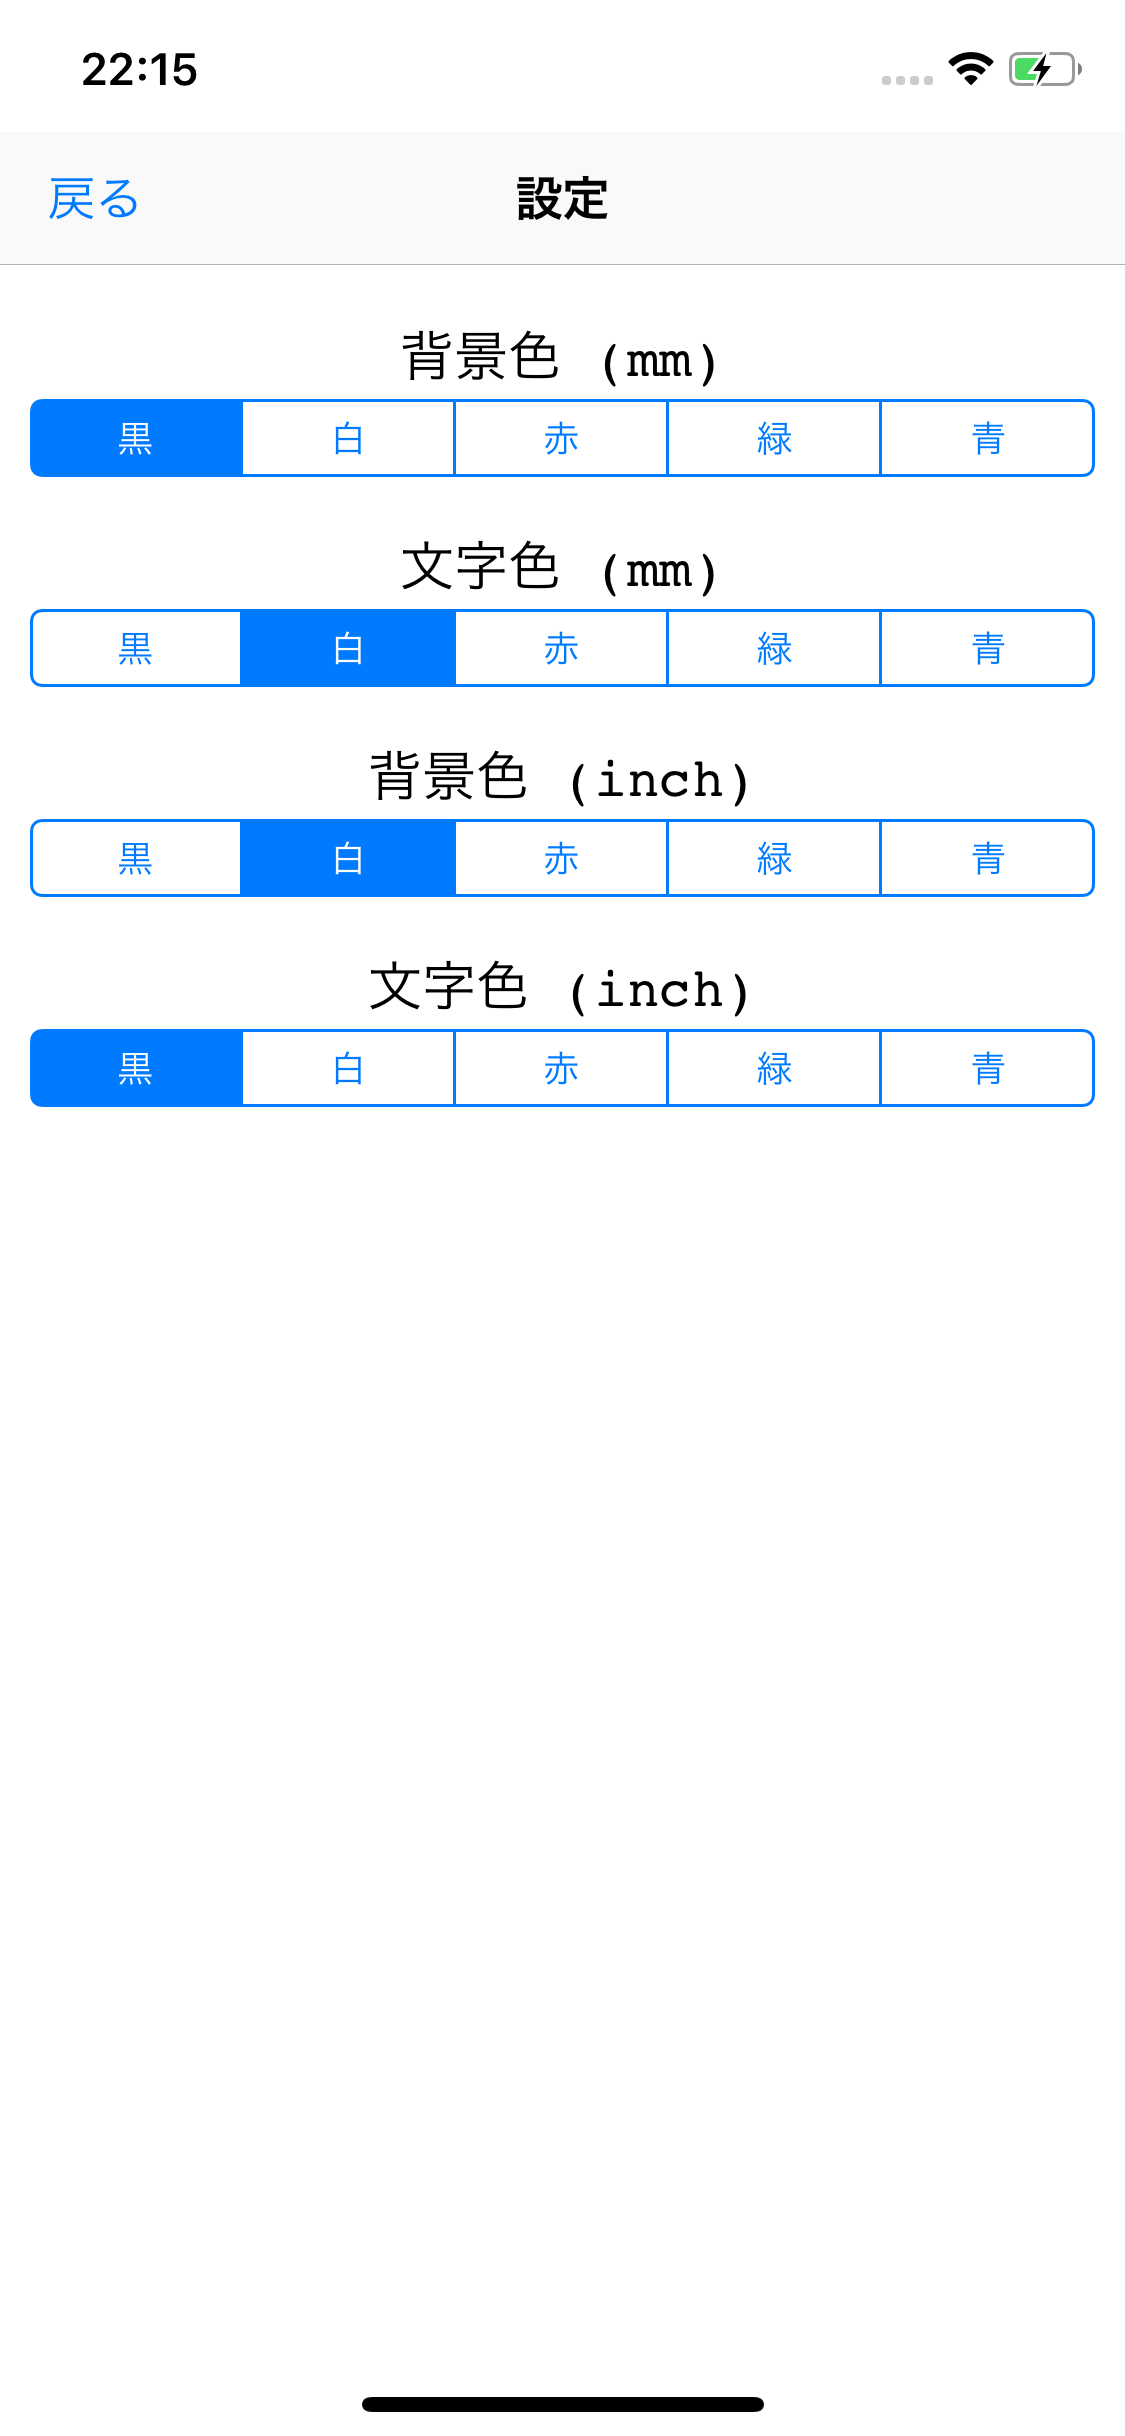 22:15
戻る 設定
背景色 (mm)
黒 白 赤 緑 青
文字色 (mm)
黒 白 赤 緑 青
背景色 (inch)
黒 白 赤 緑 青
文字色 (inch)
黒 白 赤 緑 青